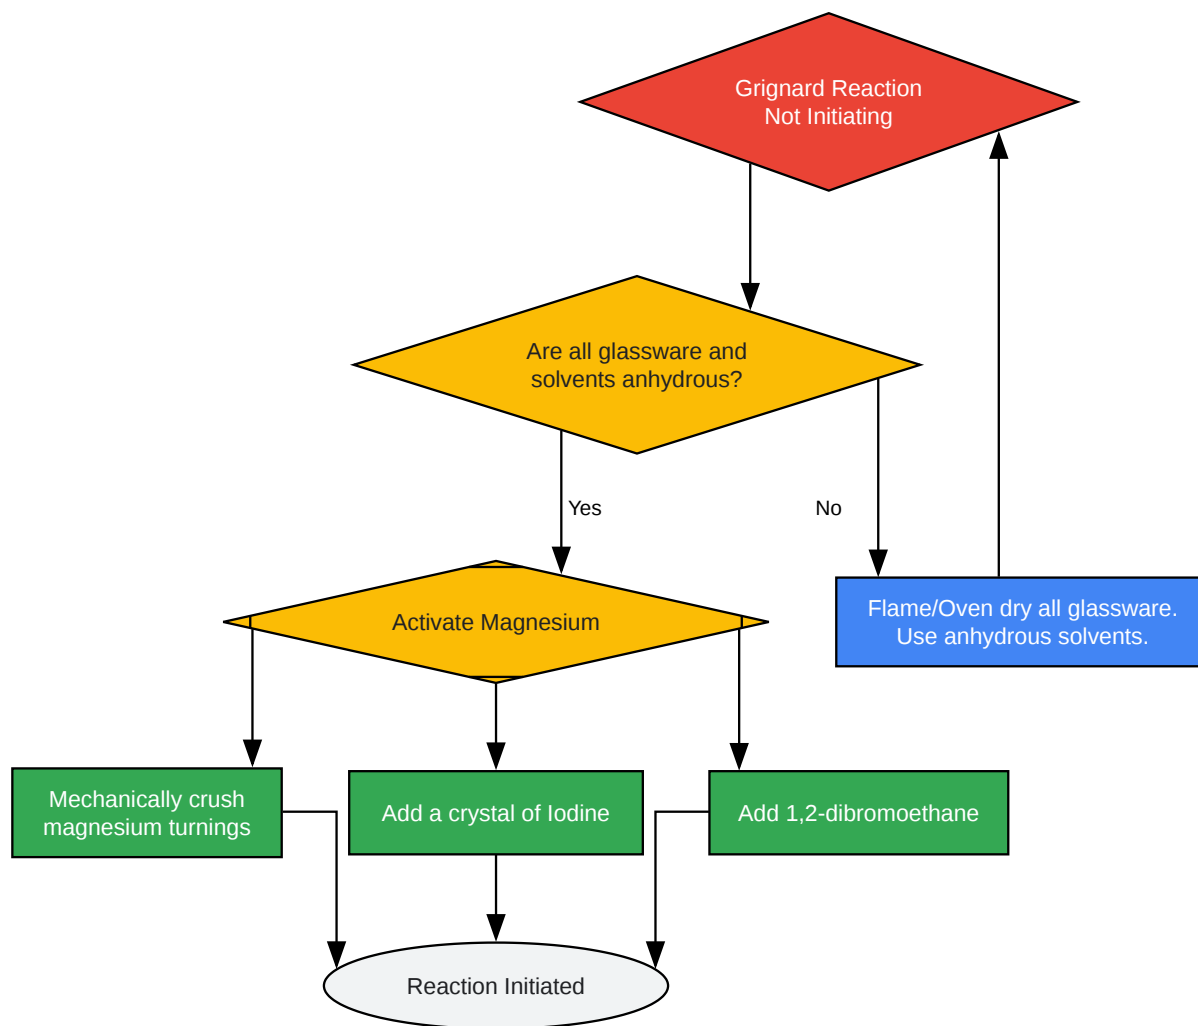 Grignard Reaction
Not Initiating
Are all glassware and
solvents anhydrous?
Yes
No
Activate Magnesium
Flame/Oven dry all glassware.
Use anhydrous solvents.
Mechanically crush
magnesium turnings
Add a crystal of Iodine
Add 1,2-dibromoethane
Reaction Initiated